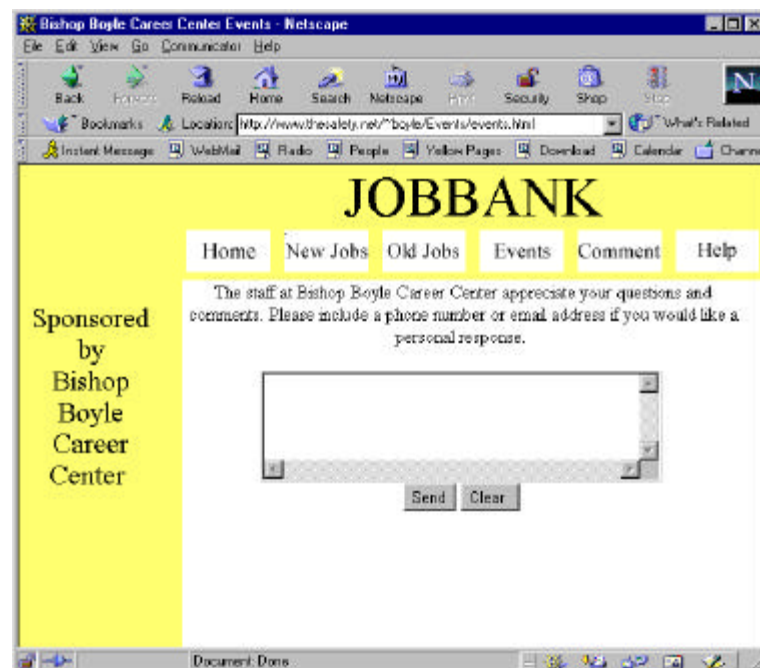 Bishop Boyle Career Center Events - Netscape
File Edit View Go Communicator Help
Back Forward Reload Home Search Netscape Print Security Shop Stop
N
Bookmarks Location: What's Related
Instant Message WebMail Radio People Yellow Pages Download Calendar Channe
JOBBANK
Home New Jobs Old Jobs Events Comment Help
The staff at Bishop Boyle Career Center appreciate your questions and
comments. Please include a phone number or email address if you would like a
personal response.
Sponsored
by
Bishop
Boyle
Career
Center
Send Clear
Document: Done